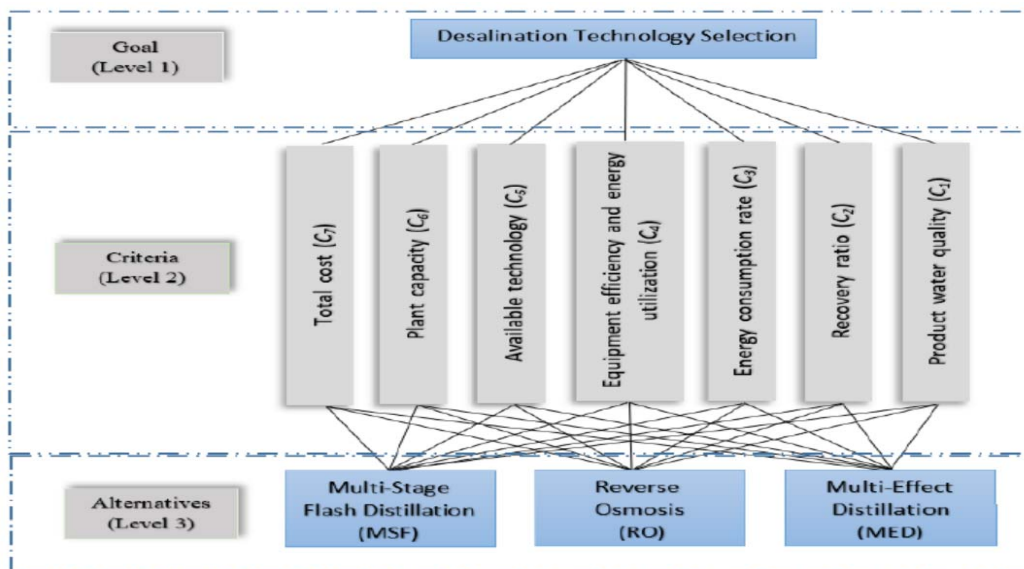 Goal
(Level 1)
Desalination Technology Selection
Criteria
(Level 2)
Total cost (C7)
Plant capacity (C6)
Available technology (C5)
Equipment efficiency and energy
utilization (C4)
Energy consumption rate (C3)
Recovery ratio (C2)
Product water quality (C1)
Alternatives
(Level 3)
Multi-Stage
Flash Distillation
(MSF)
Reverse
Osmosis
(RO)
Multi-Effect
Distillation
(MED)